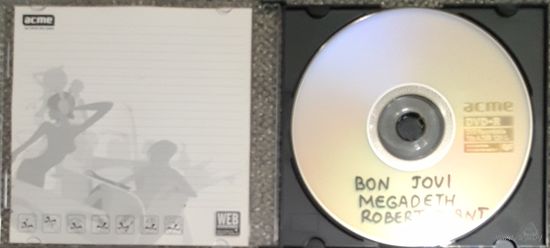 acme
WEB
acme
DVD-R
BON JOVI
MEGADETH
ROBERT PLANT